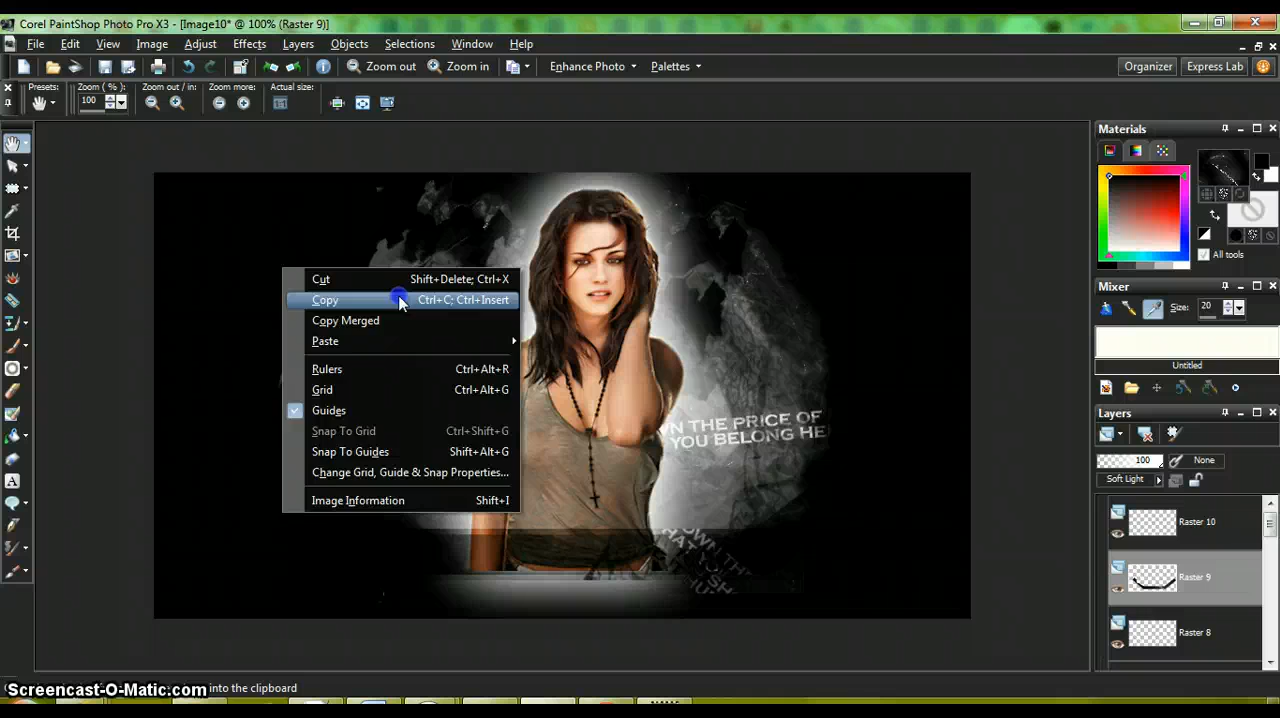 Corel PaintShop Photo Pro X3 - [Image10* @ 100% (Raster 9)]
File Edit View Image Adjust Effects Layers Objects Selections Window Help
Zoom out Zoom in Enhance Photo Palettes Organizer Express Lab
Presets: Zoom ( % ): Zoom out / in: Zoom more: Actual size:
100
Materials
All tools
Mixer
Size: 20
Untitled
Layers
100 None
Soft Light
Raster 10
Raster 9
Raster 8
Cut Shift+Delete; Ctrl+X
Copy Ctrl+C; Ctrl+Insert
Copy Merged
Paste
Rulers Ctrl+Alt+R
Grid Ctrl+Alt+G
Guides
Snap To Grid Ctrl+Shift+G
Snap To Guides Shift+Alt+G
Change Grid, Guide & Snap Properties...
Image Information Shift+I
WN THE PRICE OF
YOU BELONG HE
OWN TH
HAT YO
Screencast-O-Matic.com into the clipboard